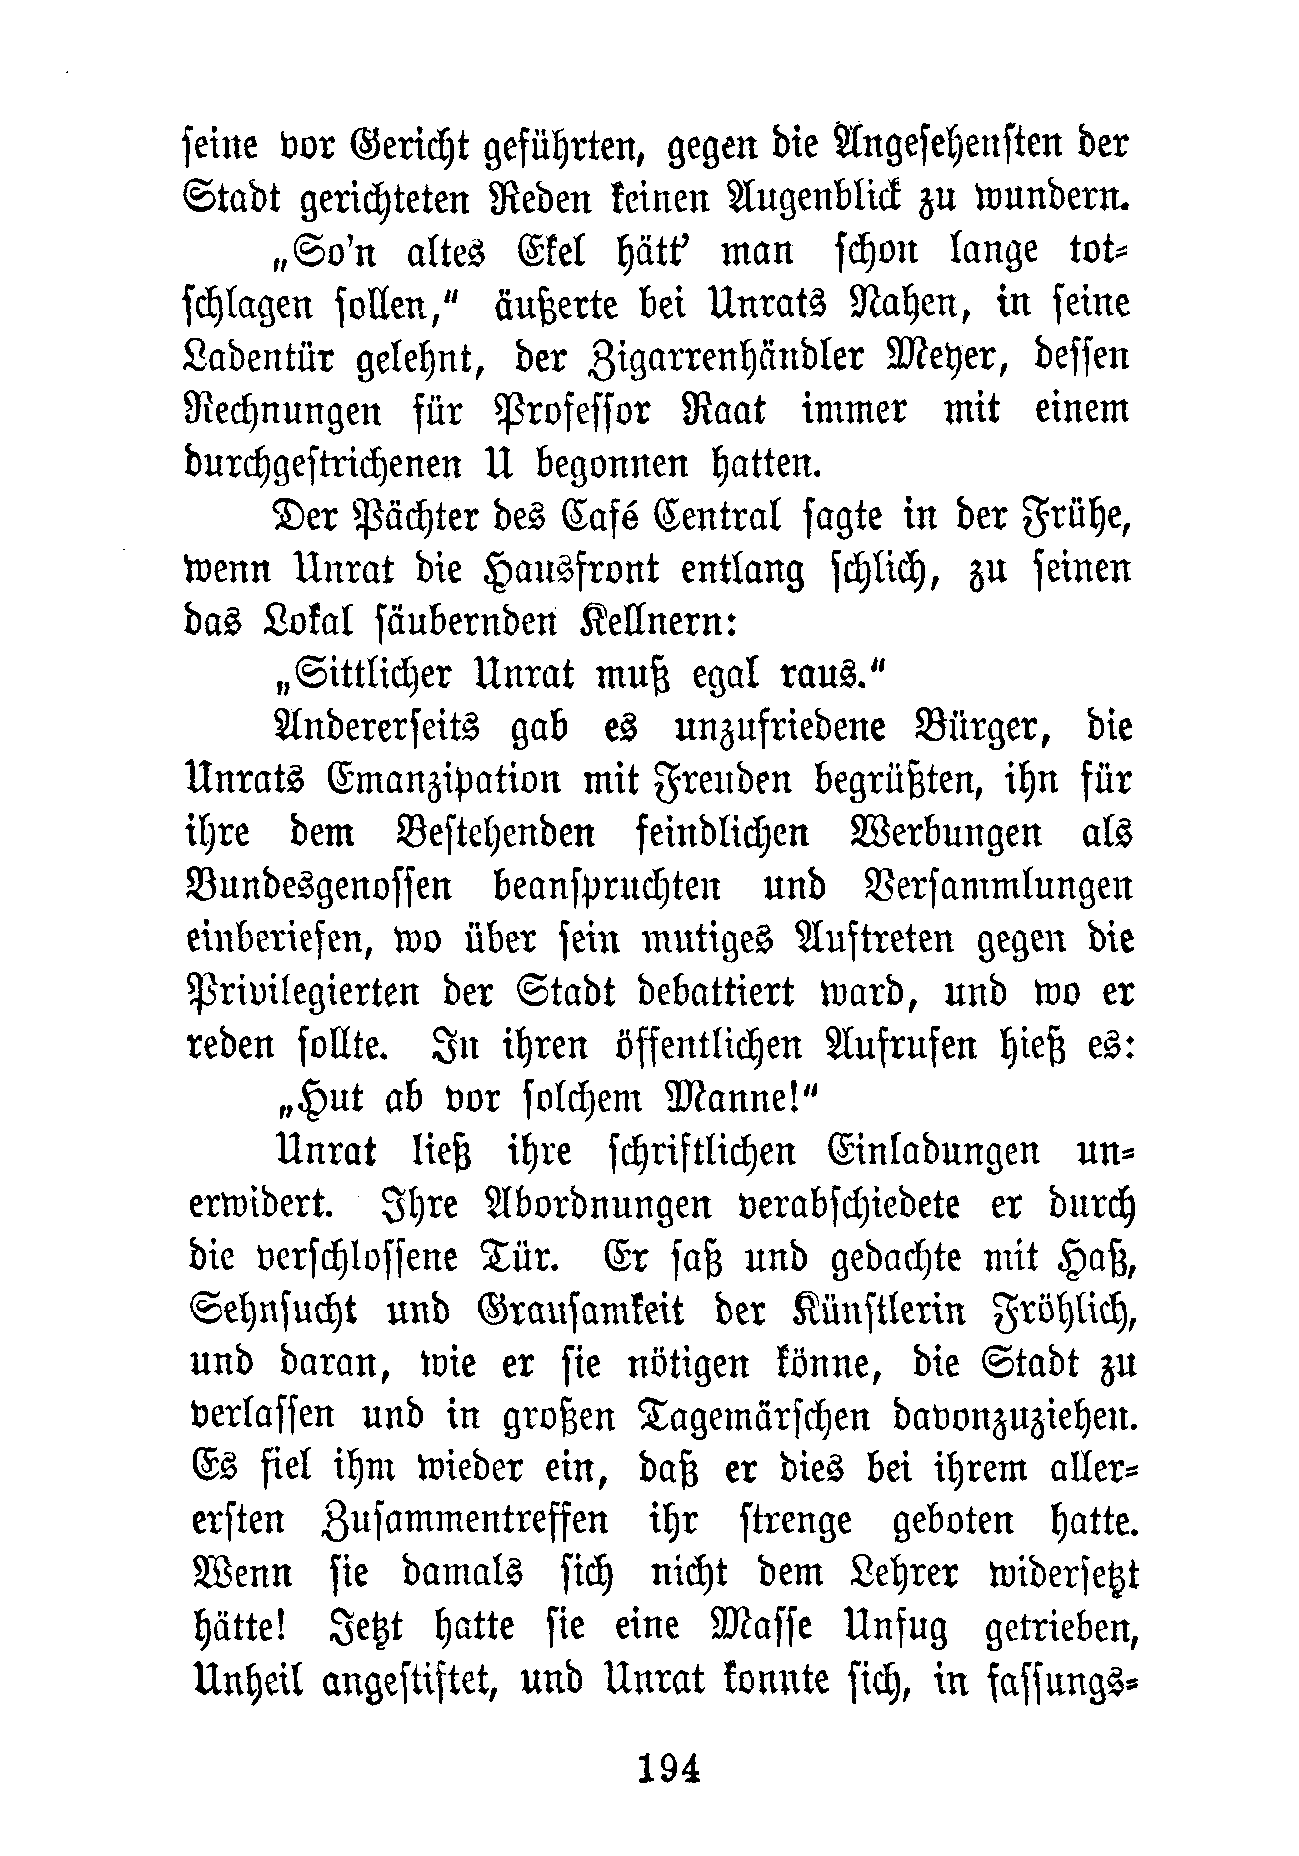 seine vor Gericht geführten, gegen die Angesehensten der
Stadt gerichteten Reden keinen Augenblick zu wundern.
„So'n altes Ekel hätt' man schon lange tot-
schlagen sollen,“ äußerte bei Unrats Nahen, in seine
Ladentür gelehnt, der Zigarrenhändler Meyer, dessen
Rechnungen für Professor Raat immer mit einem
durchgestrichenen U begonnen hatten.
Der Pächter des Café Central sagte in der Frühe,
wenn Unrat die Hausfront entlang schlich, zu seinen
das Lokal säubernden Kellnern:
„Sittlicher Unrat muß egal raus.“
Andererseits gab es unzufriedene Bürger, die
Unrats Emanzipation mit Freuden begrüßten, ihn für
ihre dem Bestehenden feindlichen Werbungen als
Bundesgenossen beanspruchten und Versammlungen
einberiefen, wo über sein mutiges Auftreten gegen die
Privilegierten der Stadt debattiert ward, und wo er
reden sollte. In ihren öffentlichen Aufrufen hieß es:
„Hut ab vor solchem Manne!“
Unrat ließ ihre schriftlichen Einladungen un-
erwidert. Ihre Abordnungen verabschiedete er durch
die verschlossene Tür. Er saß und gedachte mit Haß,
Sehnsucht und Grausamkeit der Künstlerin Fröhlich,
und daran, wie er sie nötigen könne, die Stadt zu
verlassen und in großen Tagemärschen davonzuziehen.
Es fiel ihm wieder ein, daß er dies bei ihrem aller-
ersten Zusammentreffen ihr strenge geboten hatte.
Wenn sie damals sich nicht dem Lehrer widersetzt
hätte! Jetzt hatte sie eine Masse Unfug getrieben,
Unheil angestiftet, und Unrat konnte sich, in fassungs-
194